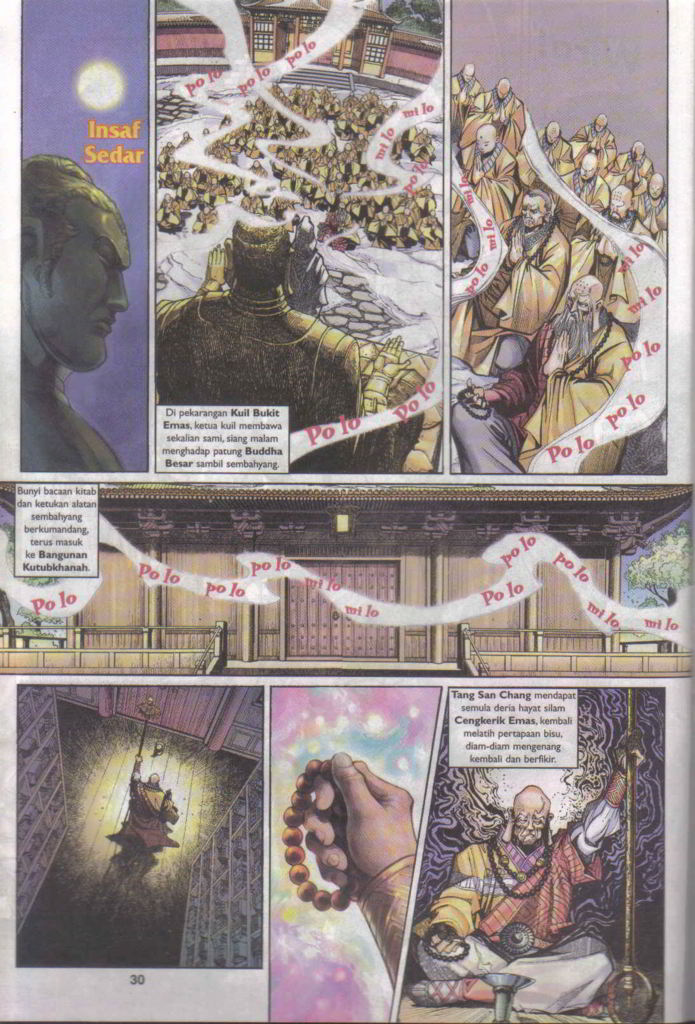 Insaf
Sedar
po lo
po lo
po lo
mi lo
mi lo
po lo
Di pekarangan Kuil Bukit
Emas, ketua kuil membawa
sekalian sami, siang malam
menghadap patung Buddha
Besar sambil sembahyang.
Po lo
Po lo
mi lo
po lo
mi lo
mi lo
po lo
po lo
Po lo
Bunyi bacaan kitab
dan ketukan alatan
sembahyang
berkumandang,
terus masuk
ke Bangunan
Kutubkhanah.
Po lo
Po lo
po lo
po lo
mi lo
mi lo
Po lo
po lo
po lo
mi lo
mi lo
Tang San Chang mendapat
semula deria hayat silam
Cengkerik Emas, kembali
melatih pertapaan bisu,
diam-diam mengenang
kembali dan berfikir.
30